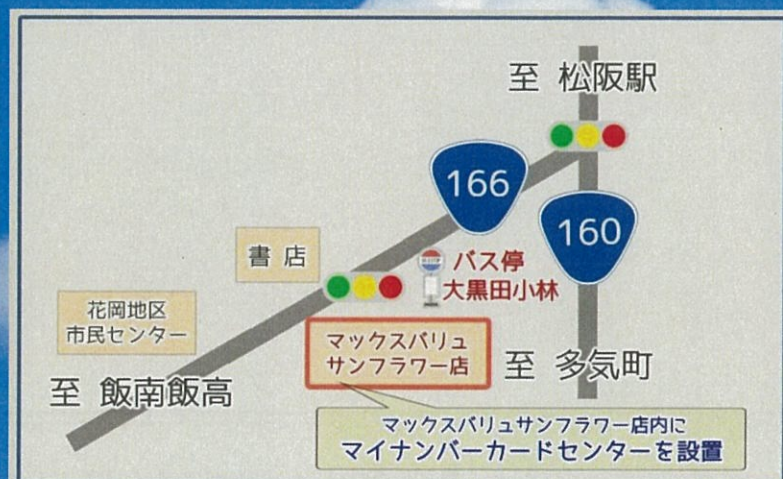 至 松阪駅
166
160
書店
バス停
大黒田小林
花岡地区
市民センター
マックスバリュ
サンフラワー店
至 多気町
至 飯南飯高
マックスバリュサンフラワー店内に
マイナンバーカードセンターを設置